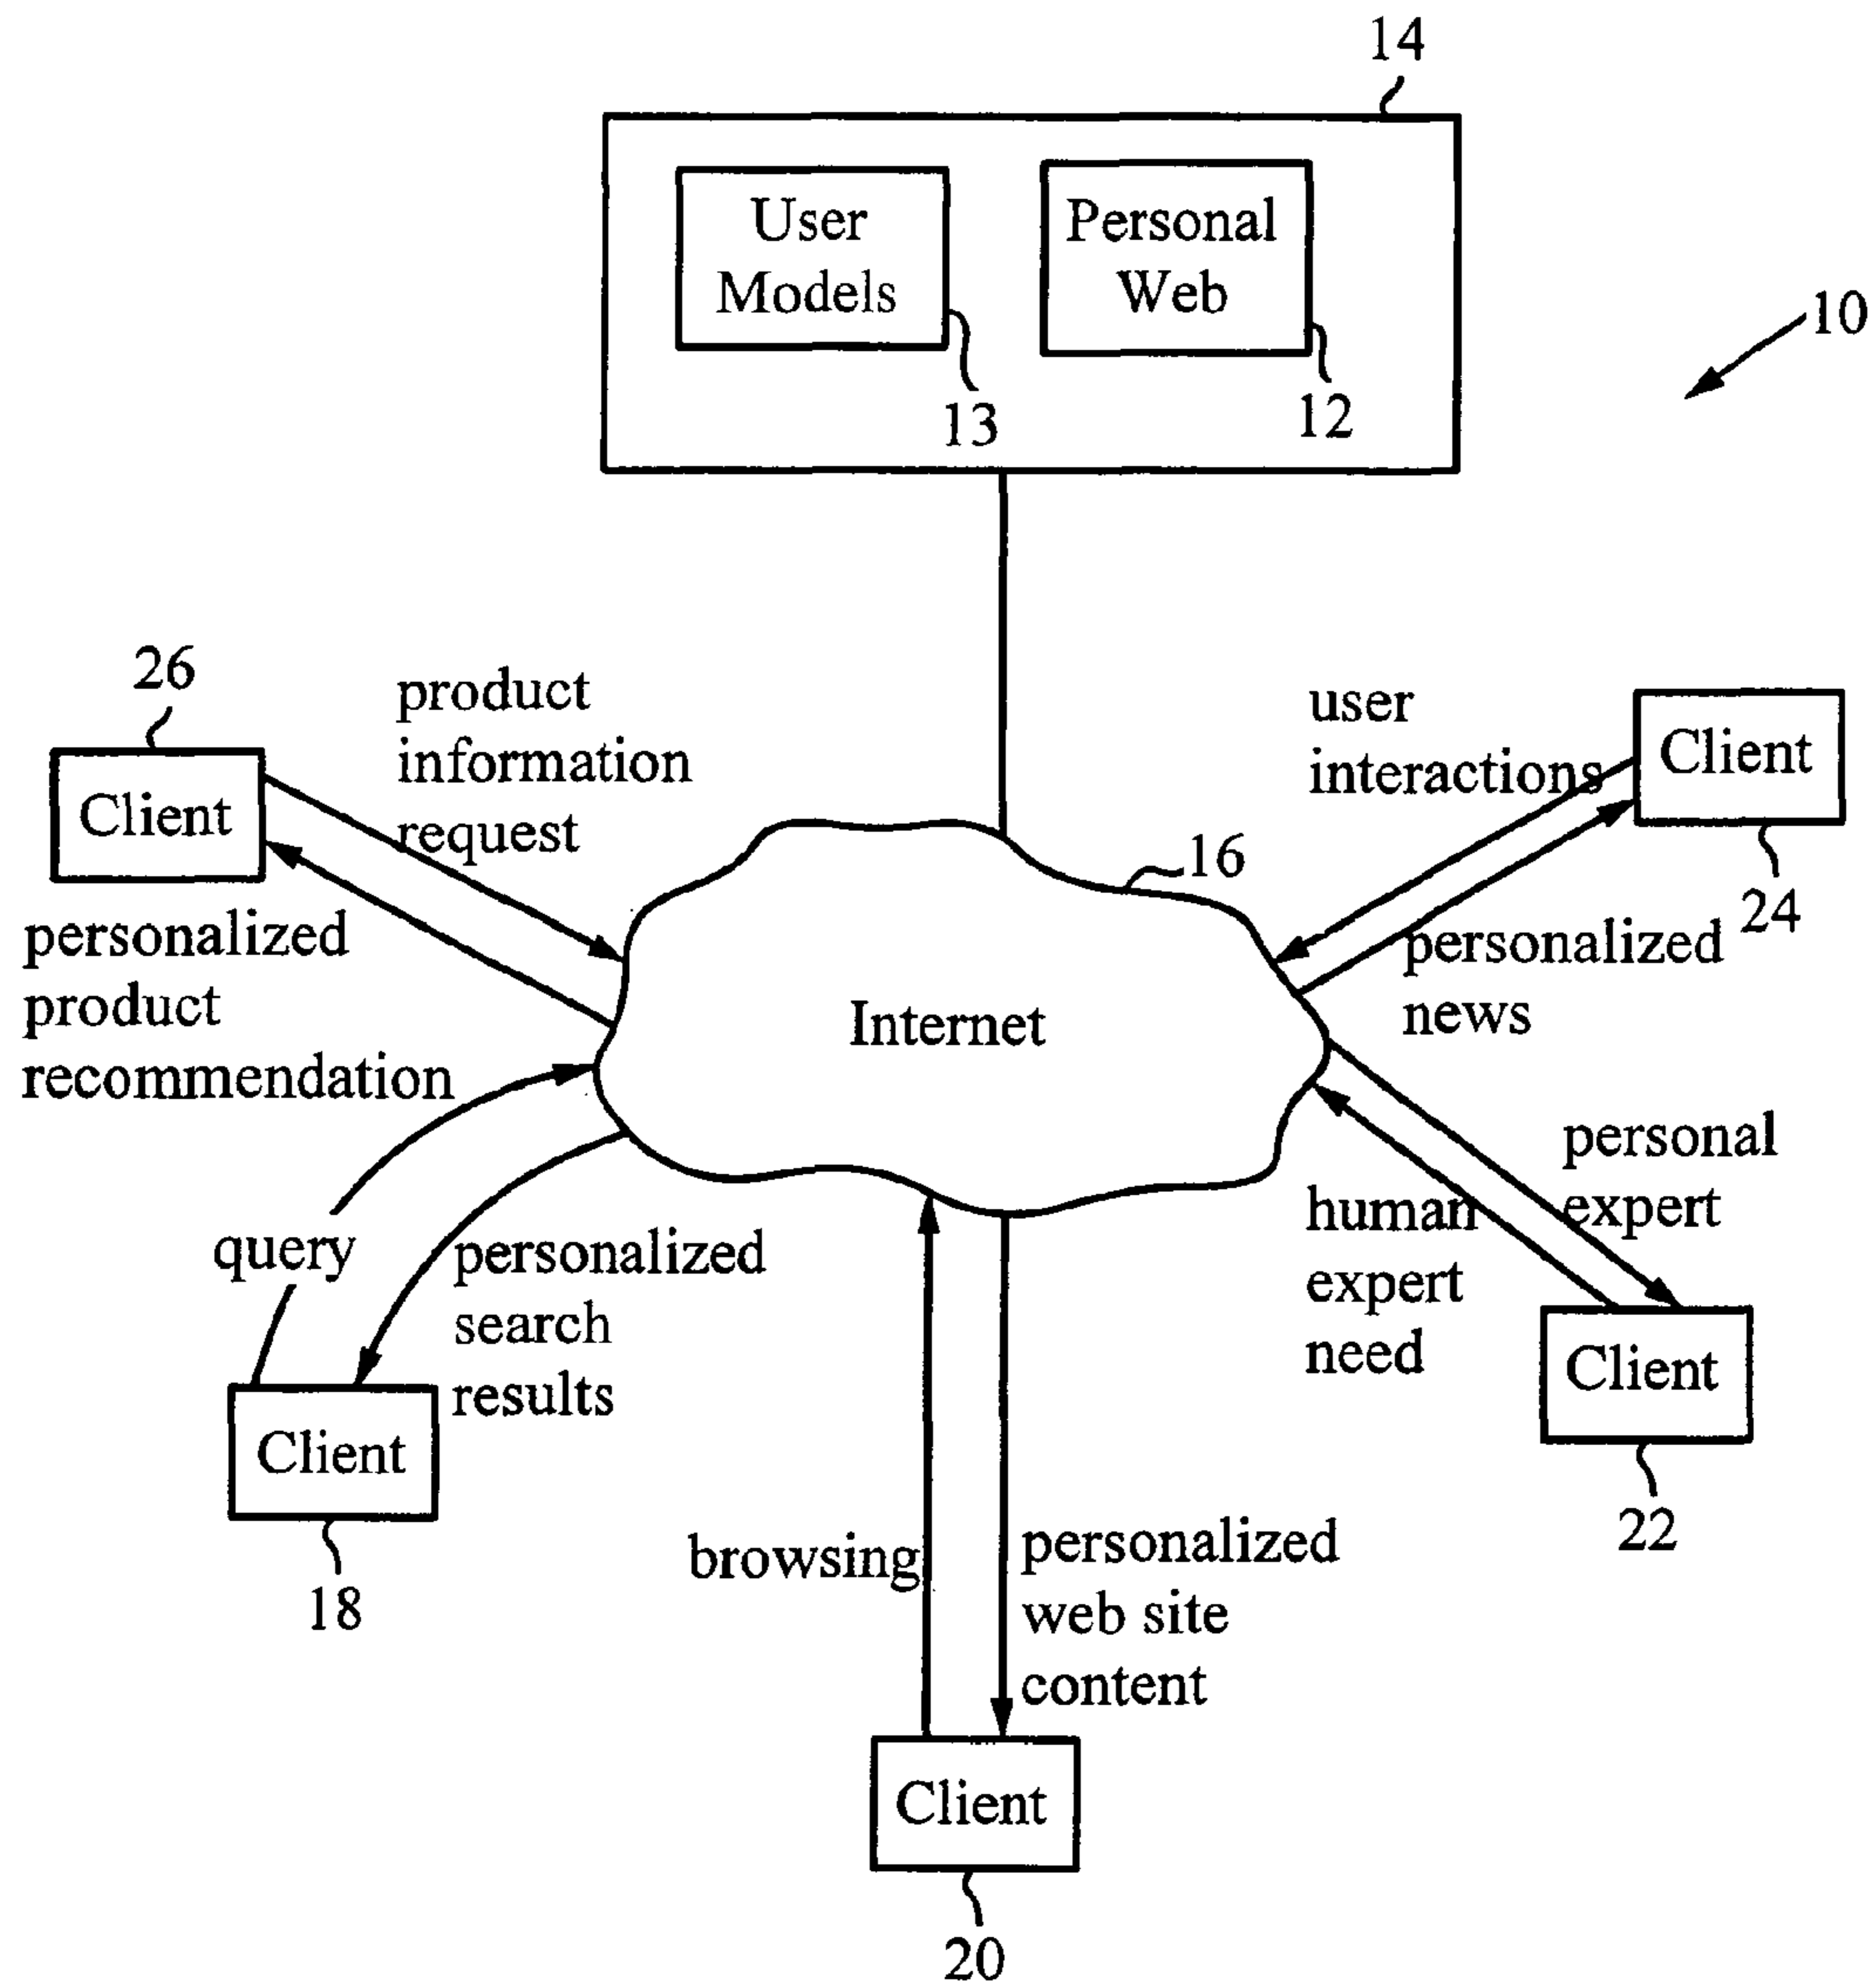 14
User
Models
Personal
Web
10
13
12
26
product
information
request
Client
user
interactions
Client
16
24
personalized
product
recommendation
personalized
news
Internet
query
personalized
search
results
personal
expert
human
expert
need
Client
18
Client
22
browsing
personalized
web site
content
Client
20